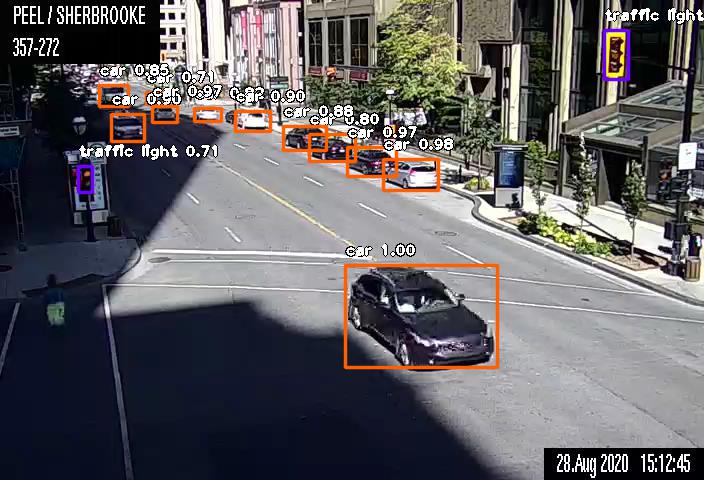 PEEL / SHERBROOKE
357-272
traffic light
car 0.85
car 0.71
car 0.97
0.82
car 0.90
car 0.90
car 0.88
car 0.80
car 0.97
car 0.98
traffic light 0.71
car 1.00
28.Aug 2020 15:12:45